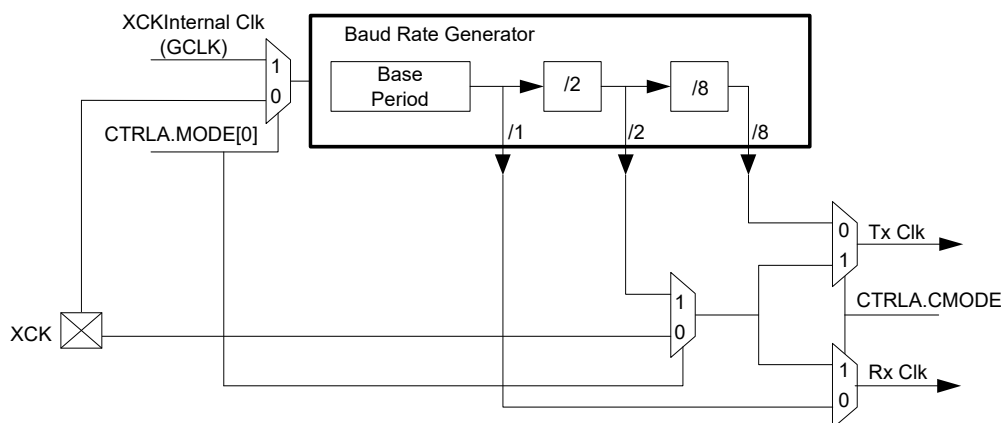 XCKInternal Clk
(GCLK)
1
0
CTRLA.MODE[0]
Baud Rate Generator
Base
Period
/2
/8
/1
/2
/8
0
1
Tx Clk
CTRLA.CMODE
1
0
XCK
1
0
Rx Clk